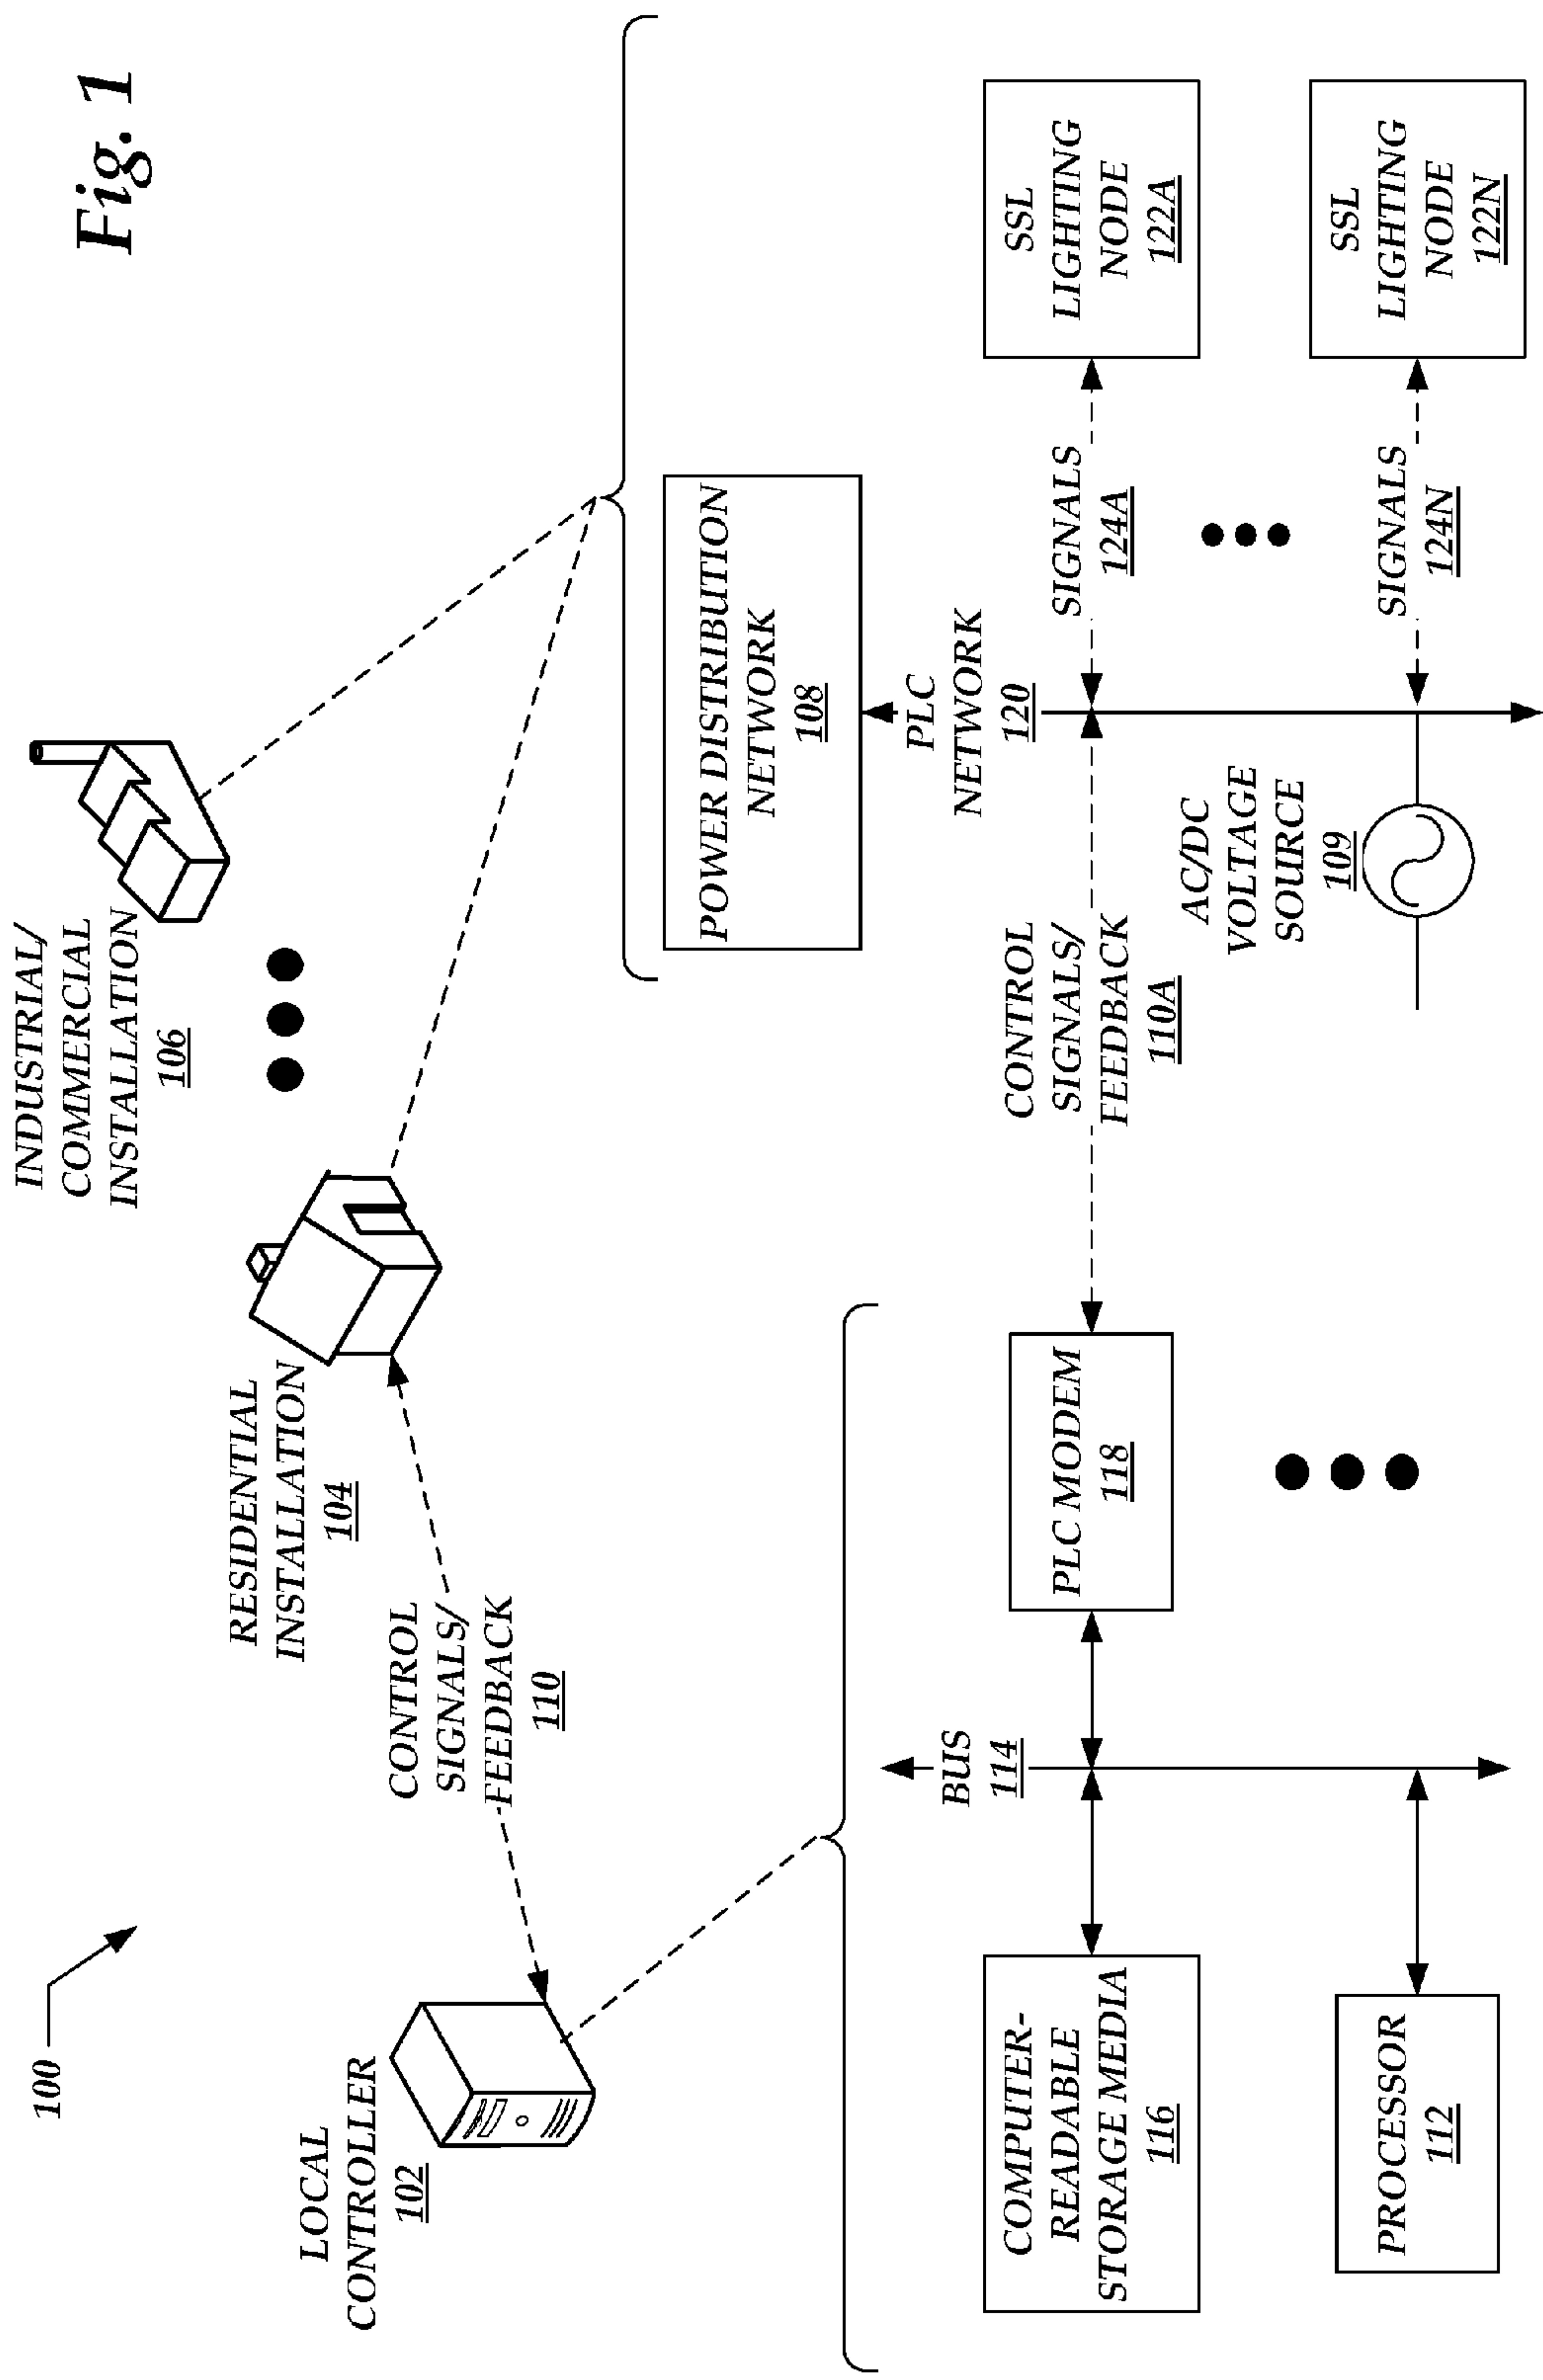 100
Fig. 1
INDUSTRIAL/
COMMERCIAL
INSTALLATION
106
RESIDENTIAL
INSTALLATION
104
LOCAL
CONTROLLER
102
CONTROL
SIGNALS/
FEEDBACK
110
POWER DISTRIBUTION
NETWORK
108
PLC
NETWORK
120
BUS
114
COMPUTER-
READABLE
STORAGE MEDIA
116
PLC MODEM
118
CONTROL
SIGNALS/
FEEDBACK
110A
SIGNALS
124A
SSL
LIGHTING
NODE
122A
AC/DC
VOLTAGE
SOURCE
109
PROCESSOR
112
SIGNALS
124N
SSL
LIGHTING
NODE
122N